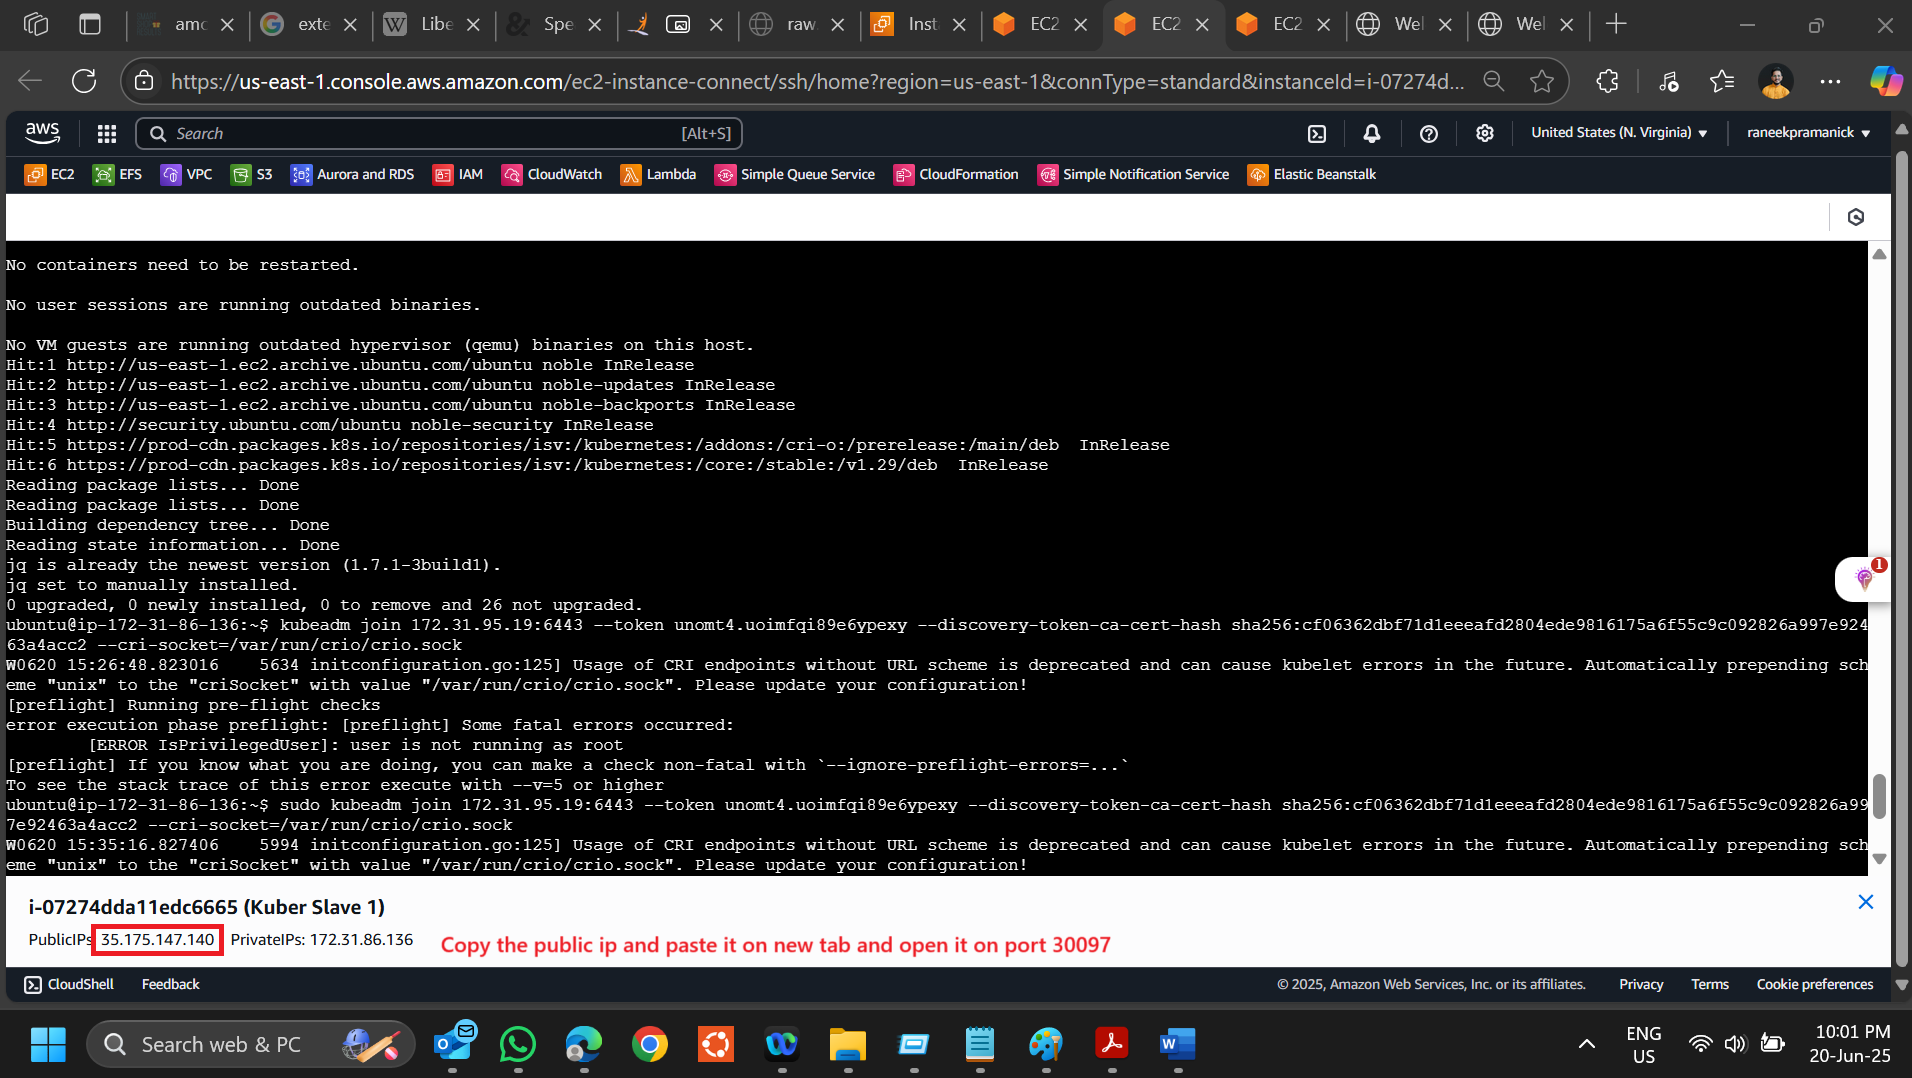 amc
exte
Libe
Spe
raw.
Inst
EC2
EC2
EC2
Wel
Wel
https://us-east-1.console.aws.amazon.com/ec2-instance-connect/ssh/home?region=us-east-1&connType=standard&instanceId=i-07274d...
aws
Search
[Alt+S]
United States (N. Virginia)
raneekpramanick
EC2
EFS
VPC
S3
Aurora and RDS
IAM
CloudWatch
Lambda
Simple Queue Service
CloudFormation
Simple Notification Service
Elastic Beanstalk
No containers need to be restarted.
No user sessions are running outdated binaries.
No VM guests are running outdated hypervisor (qemu) binaries on this host.
Hit:1 http://us-east-1.ec2.archive.ubuntu.com/ubuntu noble InRelease
Hit:2 http://us-east-1.ec2.archive.ubuntu.com/ubuntu noble-updates InRelease
Hit:3 http://us-east-1.ec2.archive.ubuntu.com/ubuntu noble-backports InRelease
Hit:4 http://security.ubuntu.com/ubuntu noble-security InRelease
Hit:5 https://prod-cdn.packages.k8s.io/repositories/isv:/kubernetes:/addons:/cri-o:/prerelease:/main/deb  InRelease
Hit:6 https://prod-cdn.packages.k8s.io/repositories/isv:/kubernetes:/core:/stable:/v1.29/deb  InRelease
Reading package lists... Done
Reading package lists... Done
Building dependency tree... Done
Reading state information... Done
jq is already the newest version (1.7.1-3build1).
jq set to manually installed.
0 upgraded, 0 newly installed, 0 to remove and 26 not upgraded.
ubuntu@ip-172-31-86-136:~$ kubeadm join 172.31.95.19:6443 --token unomt4.uoimfqi89e6ypexy --discovery-token-ca-cert-hash sha256:cf06362dbf71d1eeeafd2804ede9816175a6f55c9c092826a997e924
63a4acc2 --cri-socket=/var/run/crio/crio.sock
W0620 15:26:48.823016    5634 initconfiguration.go:125] Usage of CRI endpoints without URL scheme is deprecated and can cause kubelet errors in the future. Automatically prepending sch
eme "unix" to the "criSocket" with value "/var/run/crio/crio.sock". Please update your configuration!
[preflight] Running pre-flight checks
error execution phase preflight: [preflight] Some fatal errors occurred:
[ERROR IsPrivilegedUser]: user is not running as root
[preflight] If you know what you are doing, you can make a check non-fatal with `--ignore-preflight-errors=...`
To see the stack trace of this error execute with --v=5 or higher
ubuntu@ip-172-31-86-136:~$ sudo kubeadm join 172.31.95.19:6443 --token unomt4.uoimfqi89e6ypexy --discovery-token-ca-cert-hash sha256:cf06362dbf71d1eeeafd2804ede9816175a6f55c9c092826a99
7e92463a4acc2 --cri-socket=/var/run/crio/crio.sock
W0620 15:35:16.827406    5994 initconfiguration.go:125] Usage of CRI endpoints without URL scheme is deprecated and can cause kubelet errors in the future. Automatically prepending sch
eme "unix" to the "criSocket" with value "/var/run/crio/crio.sock". Please update your configuration!
1
i-07274dda11edc6665 (Kuber Slave 1)
PublicIPs 35.175.147.140 PrivateIPs: 172.31.86.136
Copy the public ip and paste it on new tab and open it on port 30097
CloudShell
Feedback
© 2025, Amazon Web Services, Inc. or its affiliates.
Privacy
Terms
Cookie preferences
Search web & PC
ENG
US
10:01 PM
20-Jun-25